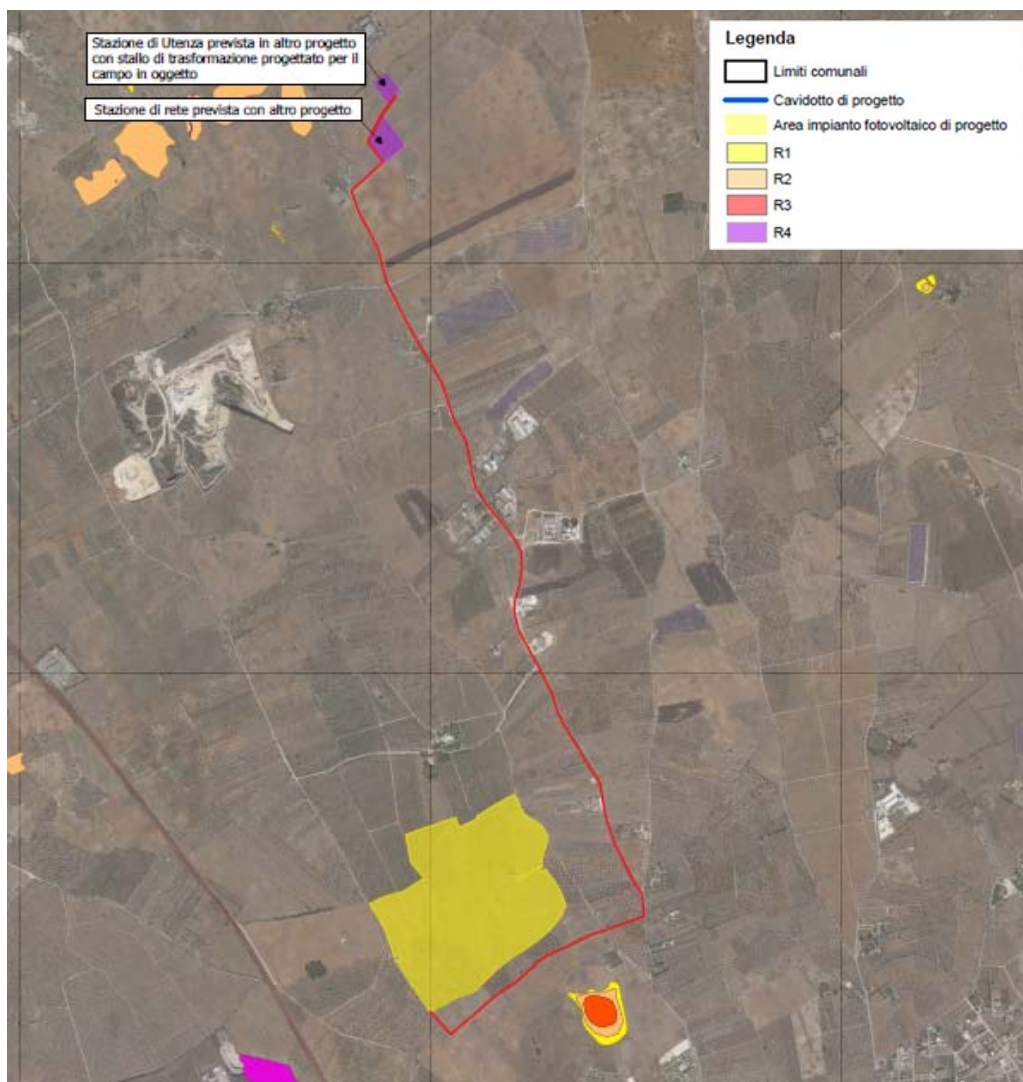 Stazione di Utenza prevista in altro progetto
con stallo di trasformazione progettato per il
campo in oggetto
Stazione di rete prevista con altro progetto
Legenda
Limiti comunali
Cavidotto di progetto
Area impianto fotovoltaico di progetto
R1
R2
R3
R4